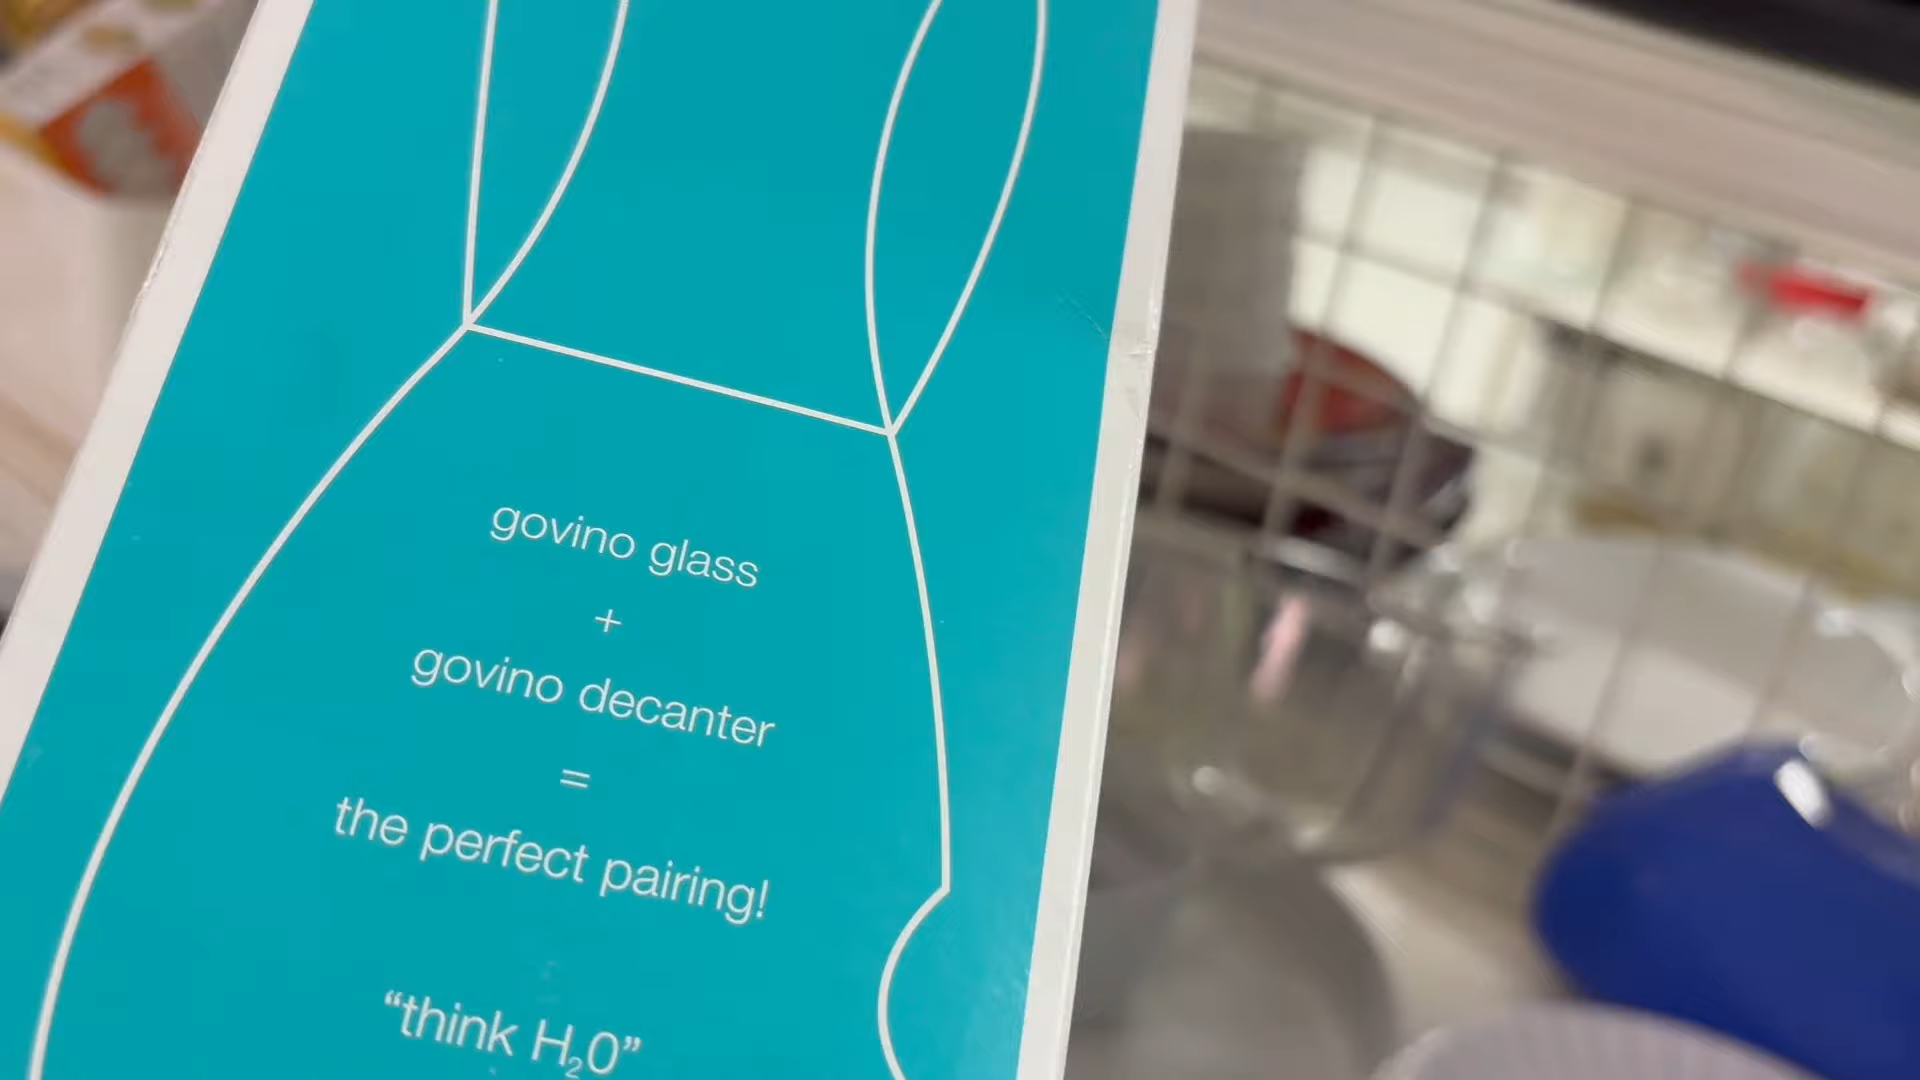 govino glass
+
govino decanter
=
the perfect pairing!
“think H₂0”